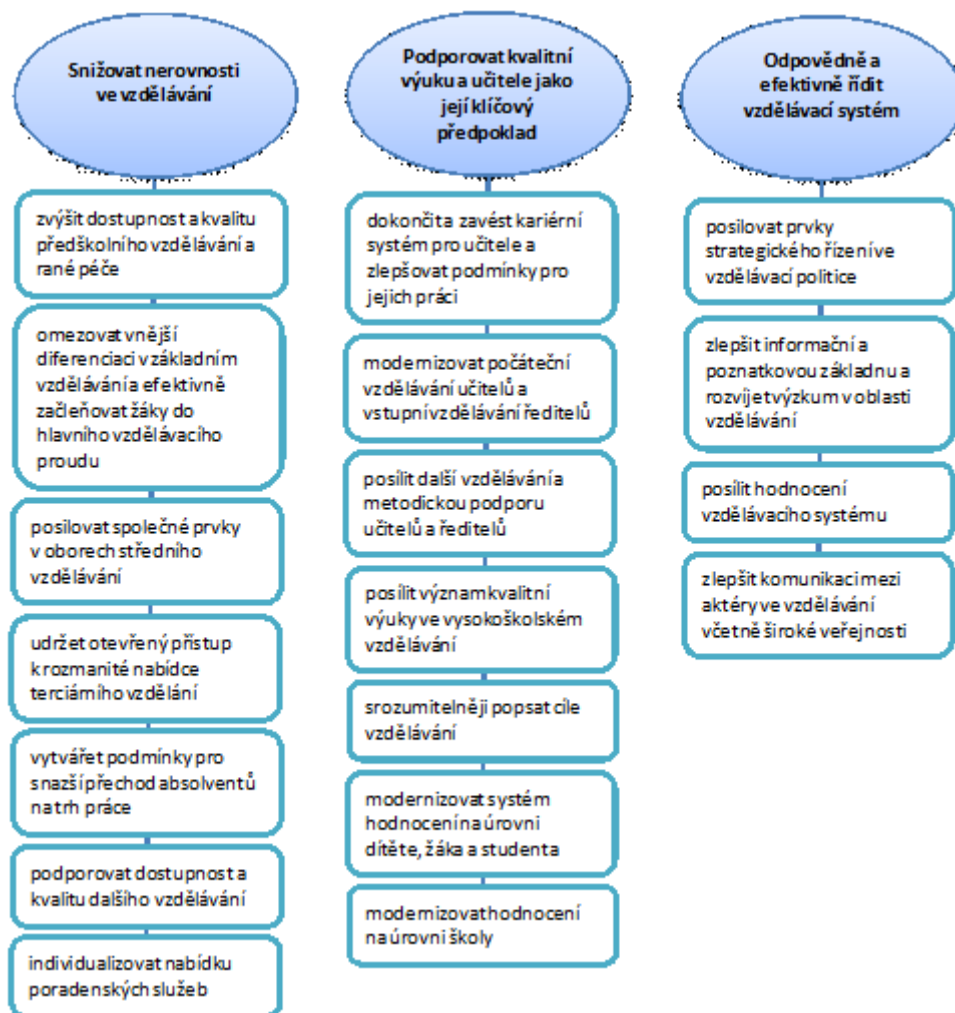 Snižovat nerovnosti
ve vzdělávání
zvýšit dostupnost a kvalitu
předškolního vzdělávání a
rané péče
omezovat vnější
diferenciaci v základním
vzdělávání a efektivně
začleňovat žáky do
hlavního vzdělávacího
proudu
posilovat společné prvky
v oborech středního
vzdělávání
udržet otevřený přístup
k rozmanité nabídce
terciárního vzdělání
vytvářet podmínky pro
snazší přechod absolventů
na trh práce
podporovat dostupnost a
kvalitu dalšího vzdělávání
individualizovat nabídku
poradenských služeb
Podporovat kvalitní
výuku a učitele jako
její klíčový
předpoklad
dokončit a zavést kariérní
systém pro učitele a
zlepšovat podmínky pro
jejich práci
modernizovat počáteční
vzdělávání učitelů a
vstupní vzdělávání ředitelů
posílit další vzdělávání a
metodickou podporu
učitelů a ředitelů
posílit význam kvalitní
výuky ve vysokoškolském
vzdělávání
srozumitelněji popsat cíle
vzdělávání
modernizovat systém
hodnocení na úrovni
dítěte, žáka a studenta
modernizovat hodnocení
na úrovni školy
Odpovědně a
efektivně řídit
vzdělávací systém
posilovat prvky
strategického řízení ve
vzdělávací politice
zlepšit informační a
poznatkovou základnu a
rozvíjet výzkum v oblasti
vzdělávání
posílit hodnocení
vzdělávacího systému
zlepšit komunikaci mezi
aktéry ve vzdělávání
včetně široké veřejnosti